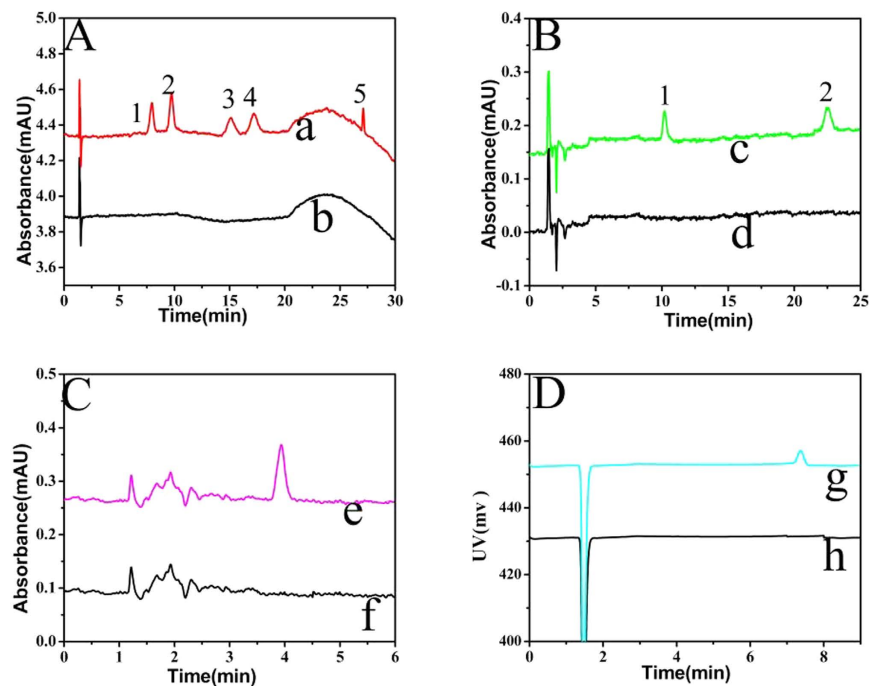 A
5.0
4.8
4.6
4.4
4.2
4.0
3.8
3.6
Absorbance(mAU)
1 2 3 4 5
a
b
0 5 10 15 20 25 30
Time(min)
B
0.4
0.3
0.2
0.1
0.0
-0.1
Absorbance(mAU)
1 2
c
d
0 5 10 15 20 25
Time(min)
C
0.5
0.4
0.3
0.2
0.1
0.0
Absorbance(mAU)
e
f
0 1 2 3 4 5 6
Time(min)
D
480
460
440
420
400
UV(mv )
g
h
0 2 4 6 8
Time(min)